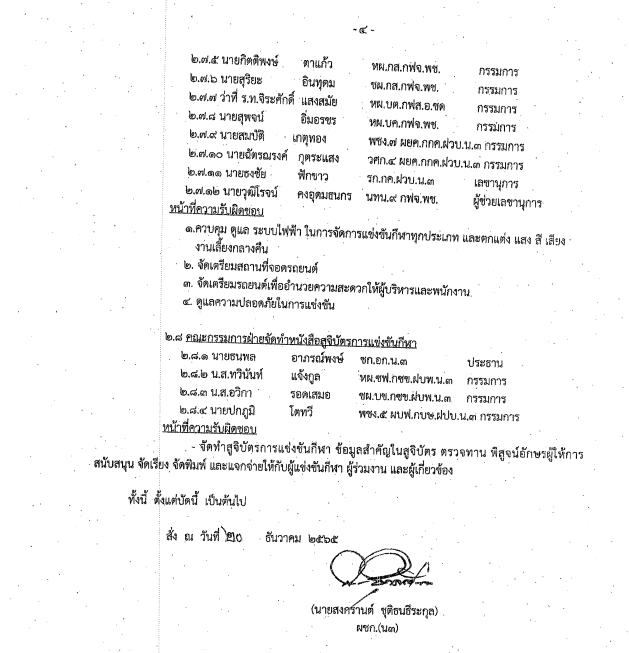 -๔-
๒.๗.๕ นายกิตติพงษ์ ตาแก้ว หผ.กส.กฟจ.พช. กรรมการ
๒.๗.๖ นายสุริยะ อินทุตม ชผ.กส.กฟจ.พช. กรรมการ
๒.๗.๗ ว่าที่ ร.ท.จิระศักดิ์ แสงสมัย หผ.บต.กฟส.อ.ชด กรรมการ
๒.๗.๘ นายสุพจน์ อิ่มอรชร หผ.บค.กฟจ.พช. กรรมการ
๒.๗.๙ นายสมบัติ เกตุทอง พชง.๗ ผยค.กกค.ฝวบ.น.๓ กรรมการ
๒.๗.๑๐ นายฉัตรณรงค์ กุตระแสง วศก.๔ ผยค.กกค.ฝวบ.น.๓ กรรมการ
๒.๗.๑๑ นายธงชัย ฟักขาว รก.กค.ฝวบ.น.๓ เลขานุการ
๒.๗.๑๒ นายวุฒิโรจน์ คงอุดมธนกร นทน.๙ กฟจ.พช. ผู้ช่วยเลขานุการ
หน้าที่ความรับผิดชอบ
๑.ควบคุม ดูแล ระบบไฟฟ้า ในการจัดการแข่งขันกีฬาทุกประเภท และตกแต่ง แสง สี เสียง
งานเลี้ยงกลางคืน
๒. จัดเตรียมสถานที่จอดรถยนต์
๓. จัดเตรียมรถยนต์เพื่ออำนวยความสะดวกให้ผู้บริหารและพนักงาน
๔. ดูแลความปลอดภัยในการแข่งขัน
๒.๘ คณะกรรมการฝ่ายจัดทำหนังสือสูจิบัตรการแข่งขันกีฬา
๒.๘.๑ นายธนพล อาภรณ์พงษ์ ชก.อก.น.๓ ประธาน
๒.๘.๒ น.ส.ทวินันท์ แจ้งกูล หผ.ซฟ.กซข.ฝบพ.น.๓ กรรมการ
๒.๘.๓ น.ส.อวิกา รอดเสมอ ชผ.บข.กซข.ฝบพ.น.๓ กรรมการ
๒.๘.๔ นายปกภูมิ โตทวี พชง.๕ ผบฟ.กบษ.ฝปบ.น.๓ กรรมการ
หน้าที่ความรับผิดชอบ
- จัดทำสูจิบัตรการแข่งขันกีฬา ข้อมูลสำคัญในสูจิบัตร ตรวจทาน พิสูจน์อักษรผู้ให้การ
สนับสนุน จัดเรียง จัดพิมพ์ และแจกจ่ายให้กับผู้แข่งขันกีฬา ผู้ร่วมงาน และผู้เกี่ยวข้อง
ทั้งนี้ ตั้งแต่บัดนี้ เป็นต้นไป
สั่ง ณ วันที่ ๒๐ ธันวาคม ๒๕๖๕
(นายสงกรานต์ ชุติธนธีระกุล)
ผชก.(น๓)